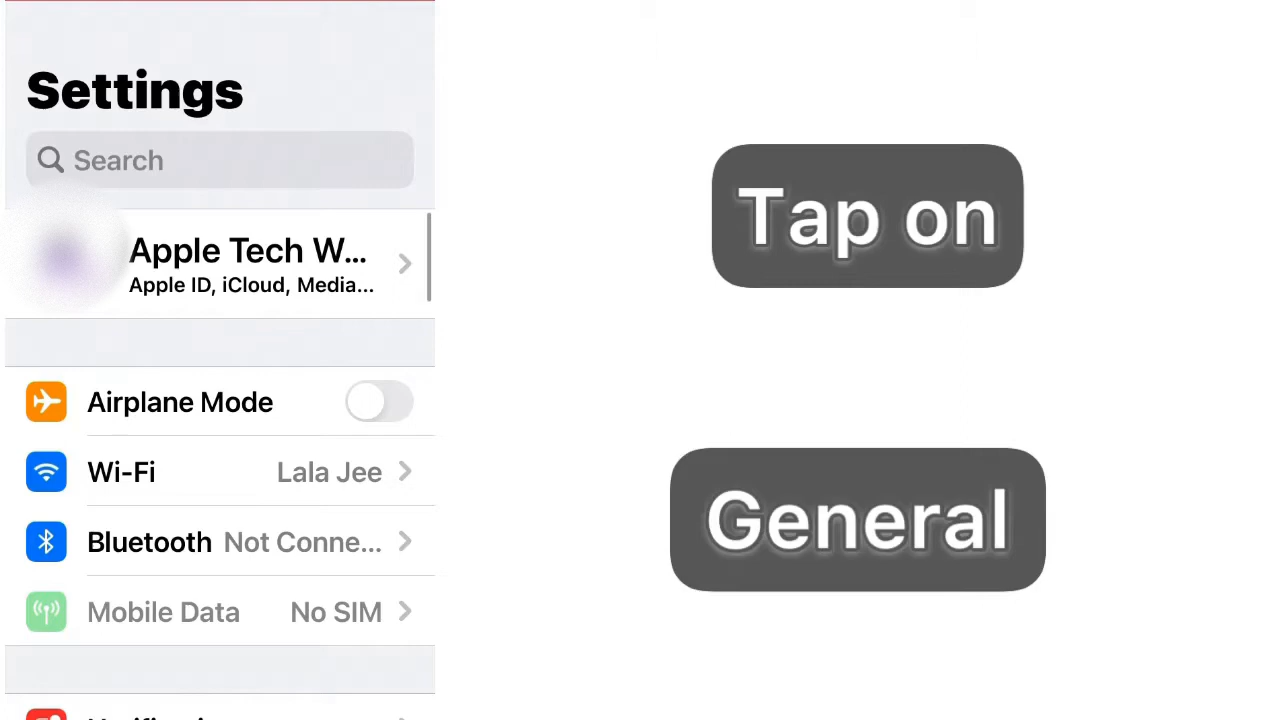 Settings
Search
Apple Tech W...
Apple ID, iCloud, Media...
Airplane Mode
Wi-Fi Lala Jee
Bluetooth Not Conne...
Mobile Data No SIM
Tap on
General